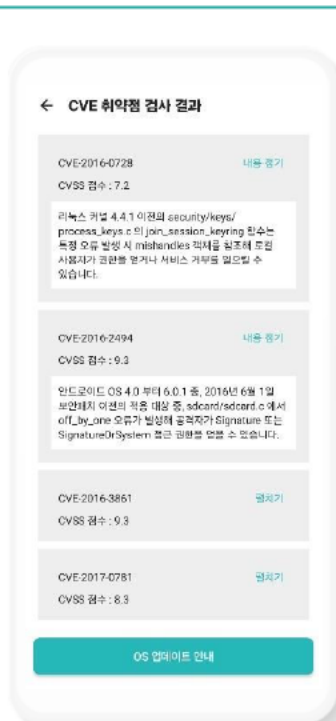 ← CVE 취약점 검사 결과
CVE-2016-0728 내용 접기
CVSS 점수 : 7.2
리눅스 커널 4.4.1 이전의 security/keys/
process_keys.c 의 join_session_keyring 함수는
특정 오류 발생 시 mishandles 객체를 참조해 로컬
사용자가 권한을 얻거나 서비스 거부를 일으킬 수
있습니다.
CVE-2016-2494 내용 접기
CVSS 점수 : 9.3
안드로이드 OS 4.0 부터 6.0.1 중, 2016년 6월 1일
보안패치 이전의 적용 대상 중, sdcard/sdcard.c 에서
off_by_one 오류가 발생해 공격자가 Signature 또는
SignatureOrSystem 접근 권한을 얻을 수 있습니다.
CVE-2016-3861 펼치기
CVSS 점수 : 9.3
CVE-2017-0781 펼치기
CVSS 점수 : 8.3
OS 업데이트 안내